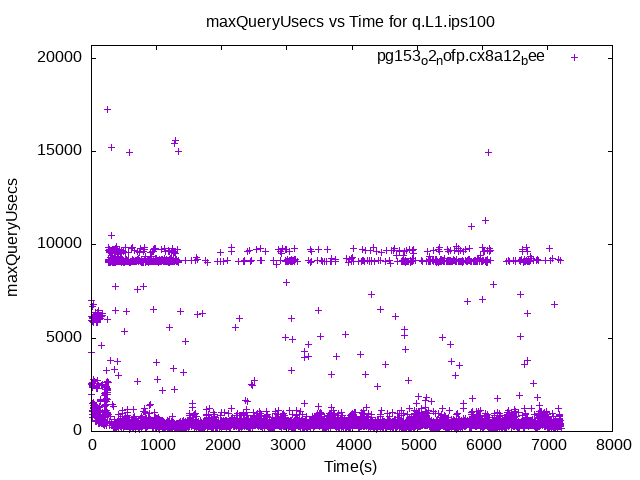 maxQueryUsecs vs Time for q.L1.ips100
pg153o2nofp.cx8a12bee
20000
15000
10000
5000
0
maxQueryUsecs
0 1000 2000 3000 4000 5000 6000 7000 8000
Time(s)